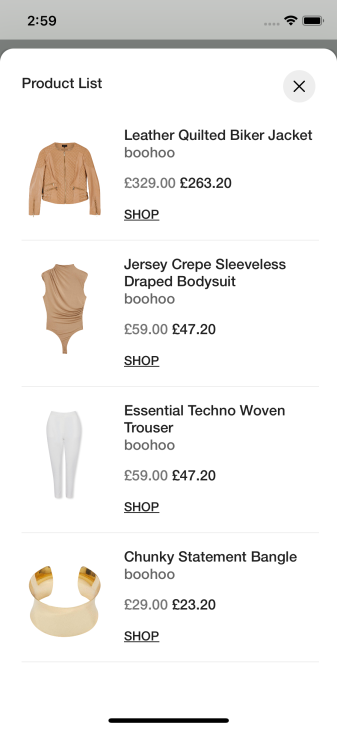 2:59
Product List
Leather Quilted Biker Jacket
boohoo
£329.00 £263.20
SHOP
Jersey Crepe Sleeveless
Draped Bodysuit
boohoo
£59.00 £47.20
SHOP
Essential Techno Woven
Trouser
boohoo
£59.00 £47.20
SHOP
Chunky Statement Bangle
boohoo
£29.00 £23.20
SHOP